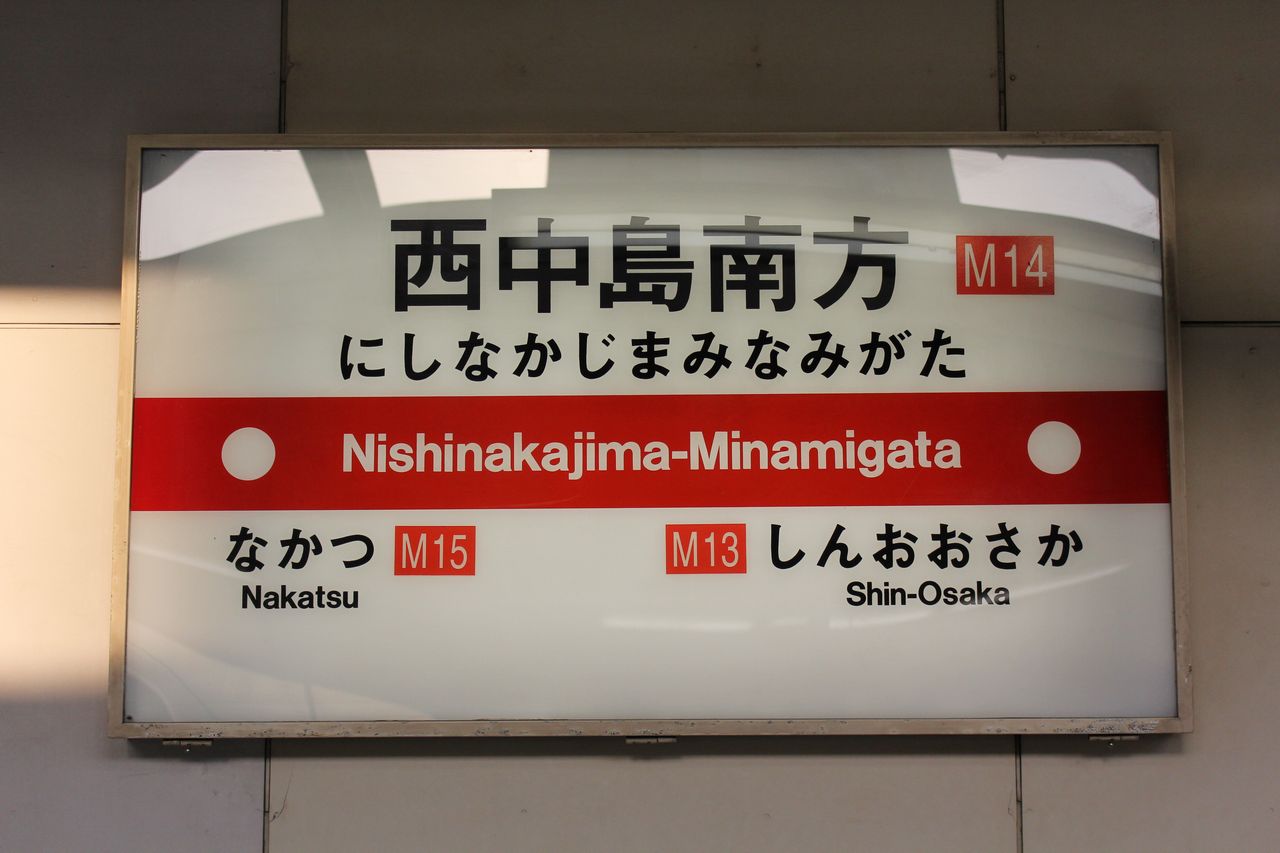 西中島南方 M14
にしなかじまみなみがた
Nishinakajima-Minamigata
なかつ M15
Nakatsu
M13 しんおおさか
Shin-Osaka